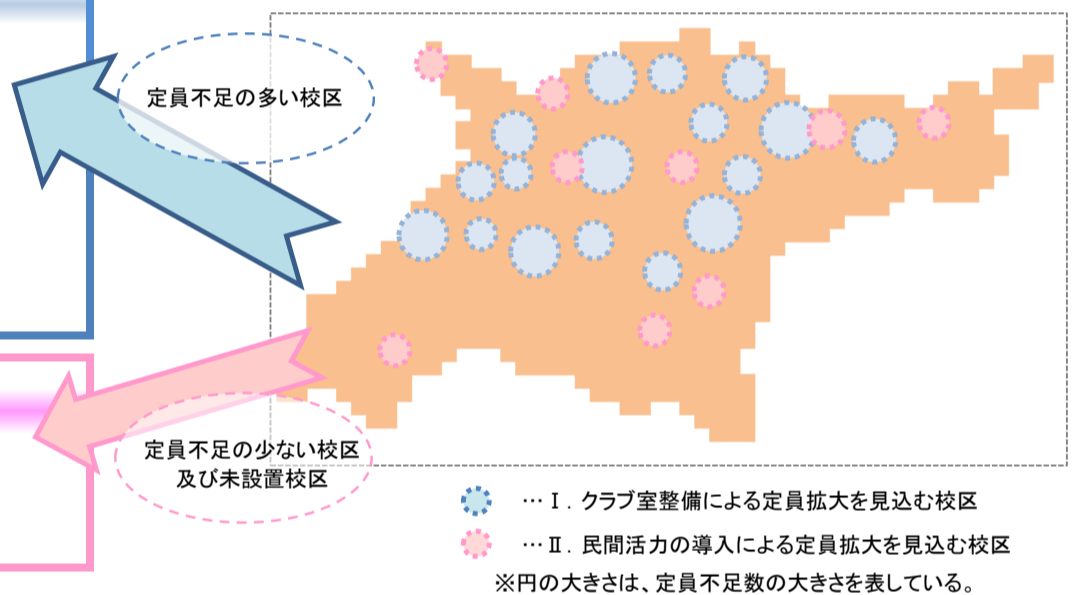 定員不足の多い校区
定員不足の少ない校区
及び未設置校区
…Ⅰ．クラブ室整備による定員拡大を見込む校区
…Ⅱ．民間活力の導入による定員拡大を見込む校区
※円の大きさは、定員不足数の大きさを表している。